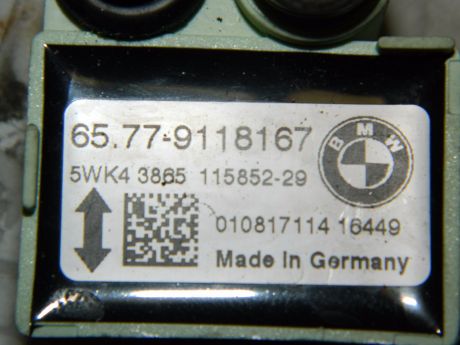 65.77-9118167
BMW
5WK4 3865 115852-29
010817114 16449
Made In Germany